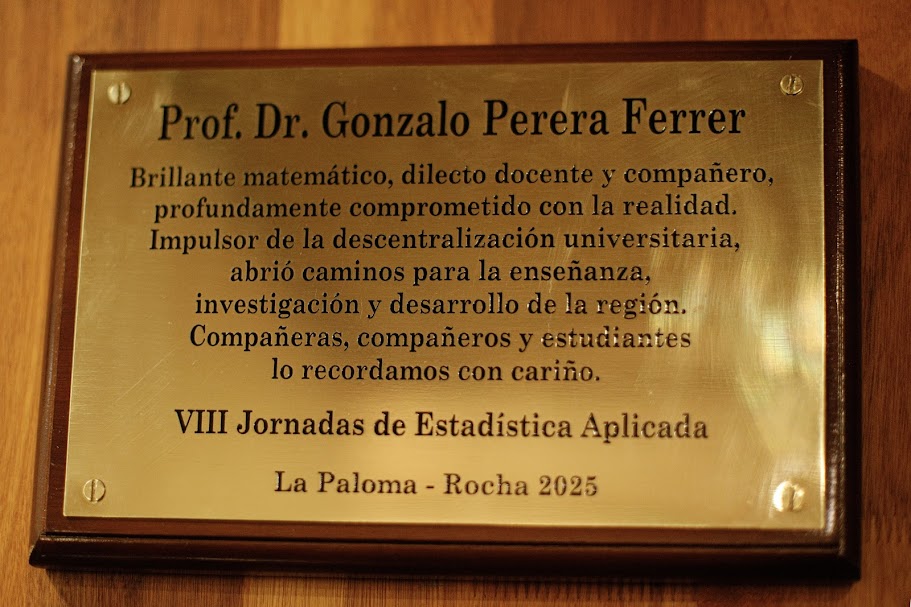 Prof. Dr. Gonzalo Perera Ferrer
Brillante matemático, dilecto docente y compañero,
profundamente comprometido con la realidad.
Impulsor de la descentralización universitaria,
abrió caminos para la enseñanza,
investigación y desarrollo de la región.
Compañeras, compañeros y estudiantes
lo recordamos con cariño.
VIII Jornadas de Estadística Aplicada
La Paloma - Rocha 2025